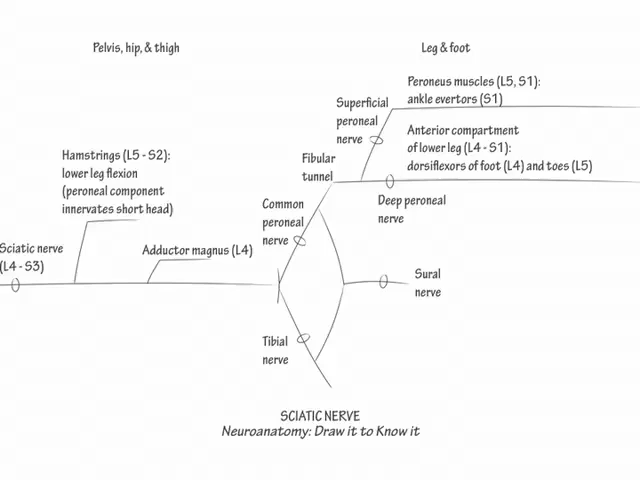 Pelvis, hip, & thigh
Leg & foot
Peroneus muscles (L5, S1):
ankle evertors (S1)
Superficial
peroneal
nerve
Anterior compartment
of lower leg (L4 - S1):
dorsiflexors of foot (L4) and toes (L5)
Hamstrings (L5 - S2):
lower leg flexion
(peroneal component
innervates short head)
Fibular
tunnel
Deep peroneal
nerve
Common
peroneal
nerve
Sciatic nerve
(L4 - S3)
Adductor magnus (L4)
Sural
nerve
Tibial
nerve
SCIATIC NERVE
Neuroanatomy: Draw it to Know it